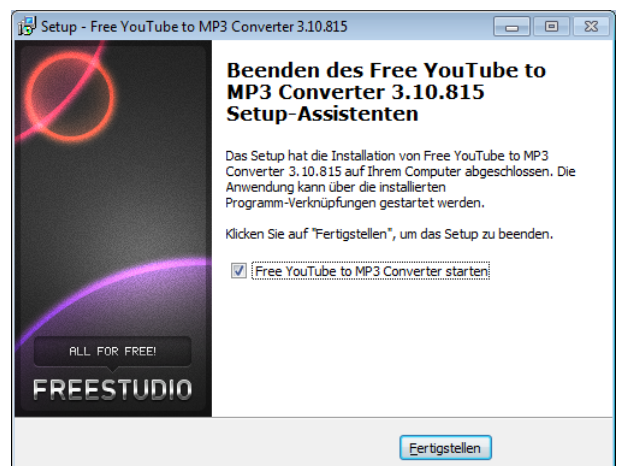 Setup - Free YouTube to MP3 Converter 3.10.815
Beenden des Free YouTube to
MP3 Converter 3.10.815
Setup-Assistenten
Das Setup hat die Installation von Free YouTube to MP3
Converter 3.10.815 auf Ihrem Computer abgeschlossen. Die
Anwendung kann über die installierten
Programm-Verknüpfungen gestartet werden.
Klicken Sie auf "Fertigstellen", um das Setup zu beenden.
Free YouTube to MP3 Converter starten
ALL FOR FREE!
FREESTUDIO
Fertigstellen